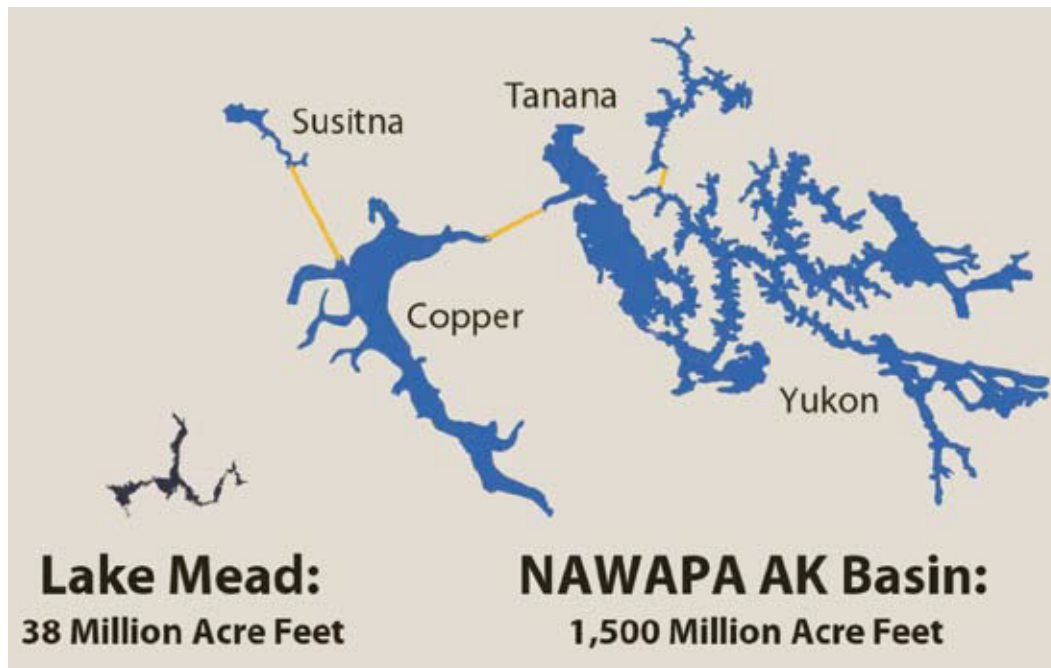 Susitna
Tanana
Copper
Yukon
Lake Mead:
38 Million Acre Feet
NAWAPA AK Basin:
1,500 Million Acre Feet